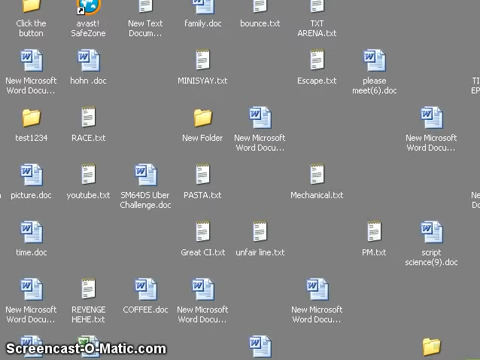 Click the
button
avast!
SafeZone
New Text
Docum...
family.doc
bounce.txt
TXT
ARENA.txt
New Microsoft
Word Docu...
hohn .doc
MINISYAY.txt
Escape.txt
please
meet(6).doc
TI
EP
test1234
RACE.txt
New Folder
New Microsoft
Word Docu...
New Microsoft
Word Docu...
picture.doc
youtube.txt
SM64DS Uber
Challenge.doc
PASTA.txt
Mechanical.txt
New
Docu
time.doc
Great CI.txt
unfair line.txt
PM.txt
script
science(9).doc
New Microsoft
Word Docu...
REVENGE
HEHE.txt
COFFEE.doc
New Microsoft
Word Docu...
New Microsoft
Word Docu...
Screencast-O-Matic.com